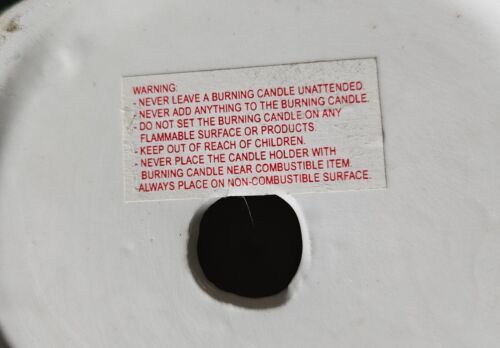 WARNING:
- NEVER LEAVE A BURNING CANDLE UNATTENDED
- NEVER ADD ANYTHING TO THE BURNING CANDLE.
- DO NOT SET THE BURNING CANDLE ON ANY
FLAMMABLE SURFACE OR PRODUCTS.
- KEEP OUT OF REACH OF CHILDREN.
- NEVER PLACE THE CANDLE HOLDER WITH
BURNING CANDLE NEAR COMBUSTIBLE ITEM.
ALWAYS PLACE ON NON-COMBUSTIBLE SURFACE.